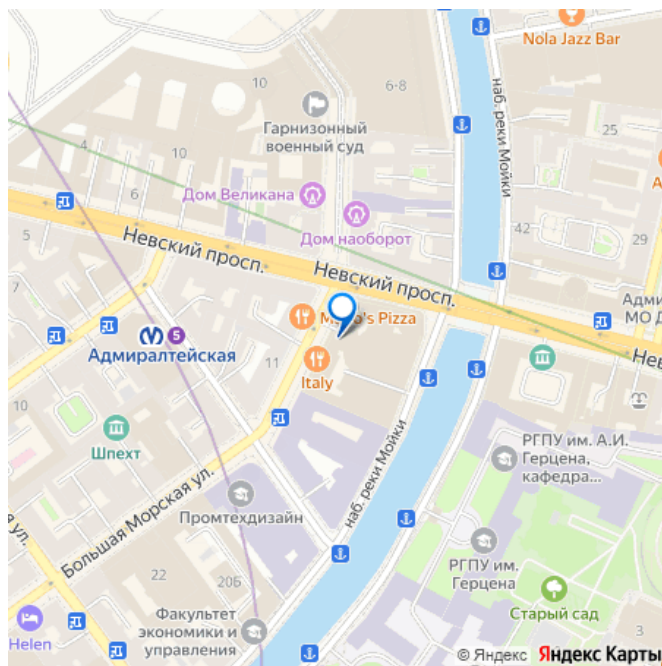 Nola Jazz Bar
10
6-8
наб. реки Мойки
Гарнизонный
военный суд
25
4
10
6
Дом Великана
Дом наоборот
42
29
Невский просп.
5
Невский просп.
5
Адмиралтейская
11
Italy
МО
Шпехт
Большая Морская ул.
Промтехдизайн
наб. реки Мойки
РГПУ им. А.И.
Герцена,
кафедра...
РГПУ им.
Герцена
Старый сад
3
22
20Б
Факультет
экономики и
управления
Helen
© Яндекс Яндекс Карты